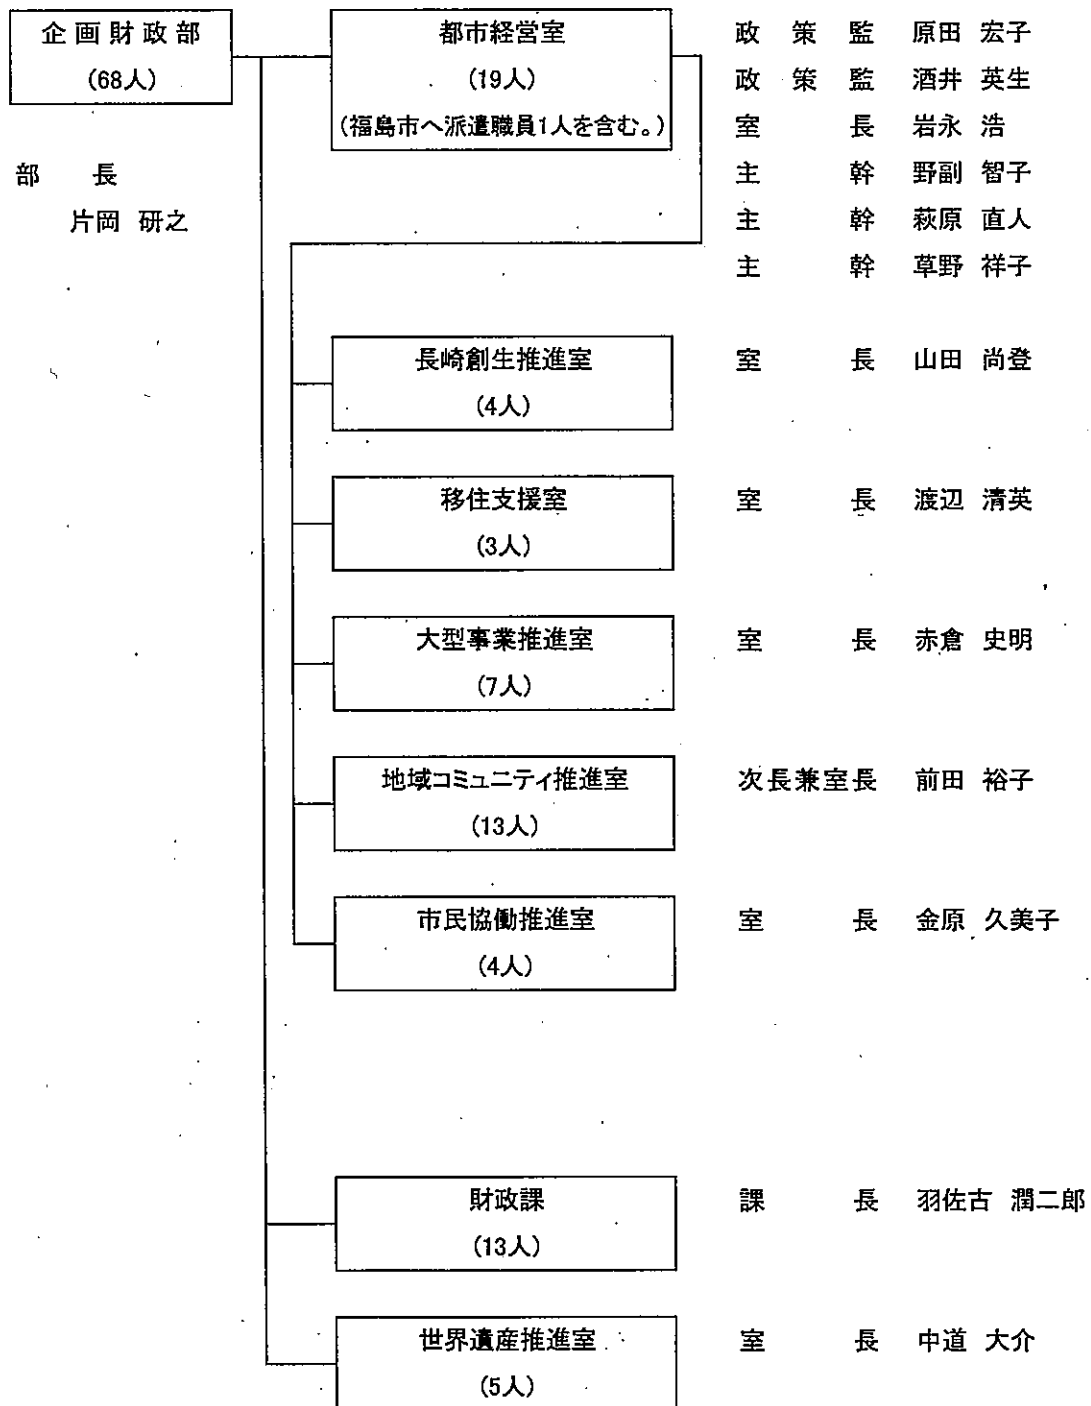 企画財政部
(68人)
部 長
片岡 研之
都市経営室
(19人)
(福島市へ派遣職員1人を含む。)
政 策 監 原田 宏子
政 策 監 酒井 英生
室 長 岩永 浩
主 幹 野副 智子
主 幹 萩原 直人
主 幹 草野 祥子
長崎創生推進室
(4人)
室 長 山田 尚登
移住支援室
(3人)
室 長 渡辺 清英
大型事業推進室
(7人)
室 長 赤倉 史明
地域コミュニティ推進室
(13人)
次長兼室長 前田 裕子
市民協働推進室
(4人)
室 長 金原 久美子
財政課
(13人)
課 長 羽佐古 潤二郎
世界遺産推進室
(5人)
室 長 中道 大介